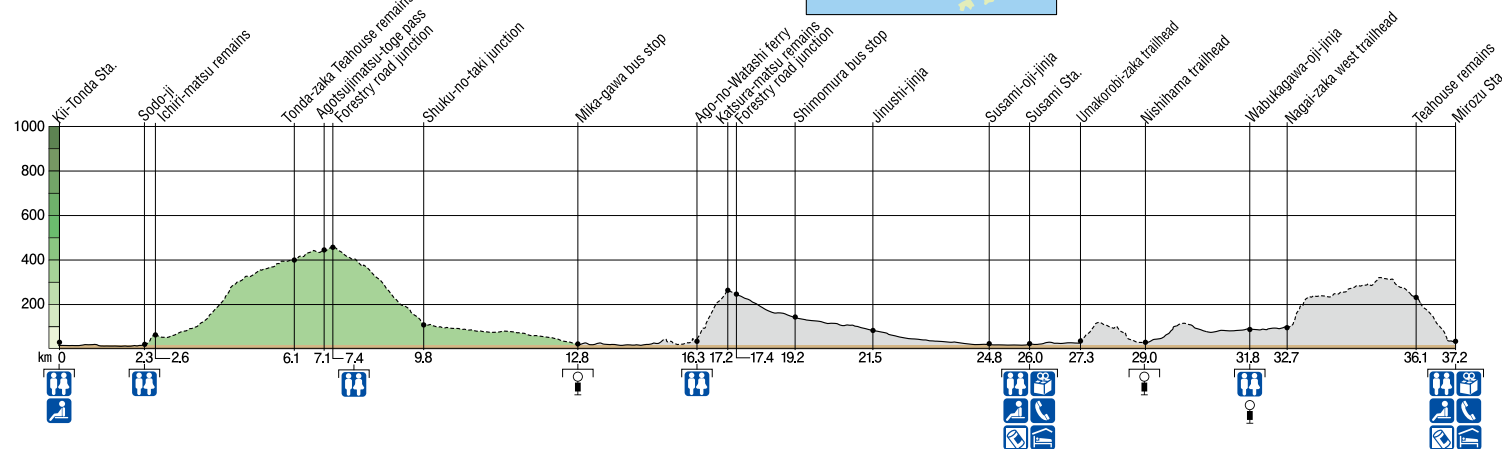 Kii-Tonda Sta.
Sodo-ji
Ichiri-matsu remains
Tonda-zaka Teahouse remains
Agotsujimatsu-toge pass
Forestry road junction
Shuku-no-taki junction
Mika-gawa bus stop
Ago-no-Watashi ferry
Katsura-matsu remains
Forestry road junction
Shimomura bus stop
Jinushi-jinja
Susami-oji-jinja
Susami Sta.
Umakorobi-zaka trailhead
Nishihama trailhead
Wabukagawa-oji-jinja
Nagai-zaka west trailhead
Teahouse remains
Mirozu Sta
1000
800
600
400
200
km 0 2.3 2.6 6.1 7.1 7.4 9.8 12.8 16.3 17.2 17.4 19.2 21.5 24.8 26.0 27.3 29.0 31.8 32.7 36.1 37.2